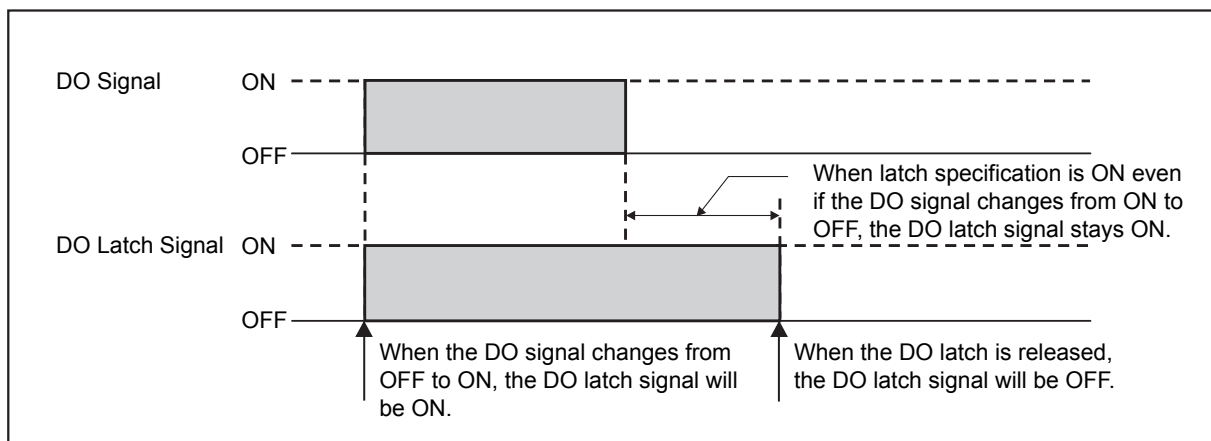 DO Signal
ON
OFF
When latch specification is ON even
if the DO signal changes from ON to
OFF, the DO latch signal stays ON.
DO Latch Signal
ON
OFF
When the DO signal changes from
OFF to ON, the DO latch signal will
be ON.
When the DO latch is released,
the DO latch signal will be OFF.